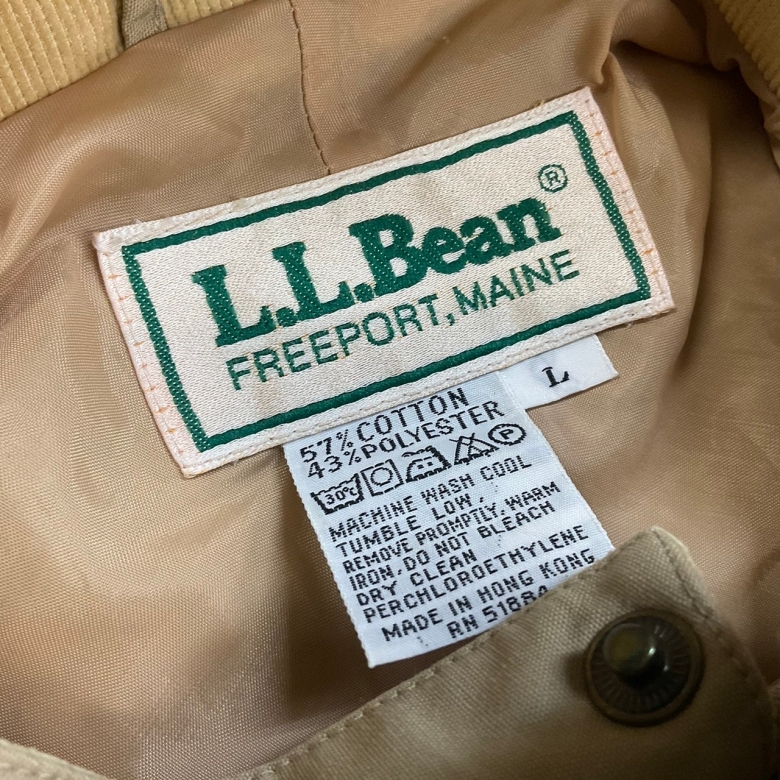 L.L.Bean®
FREEPORT, MAINE
L
57% COTTON
43% POLYESTER
30°C P
MACHINE WASH COOL
TUMBLE LOW,
REMOVE PROMPTLY. WARM
IRON. DO NOT BLEACH
DRY CLEAN
PERCHLOROETHYLENE
MADE IN HONG KONG
RN